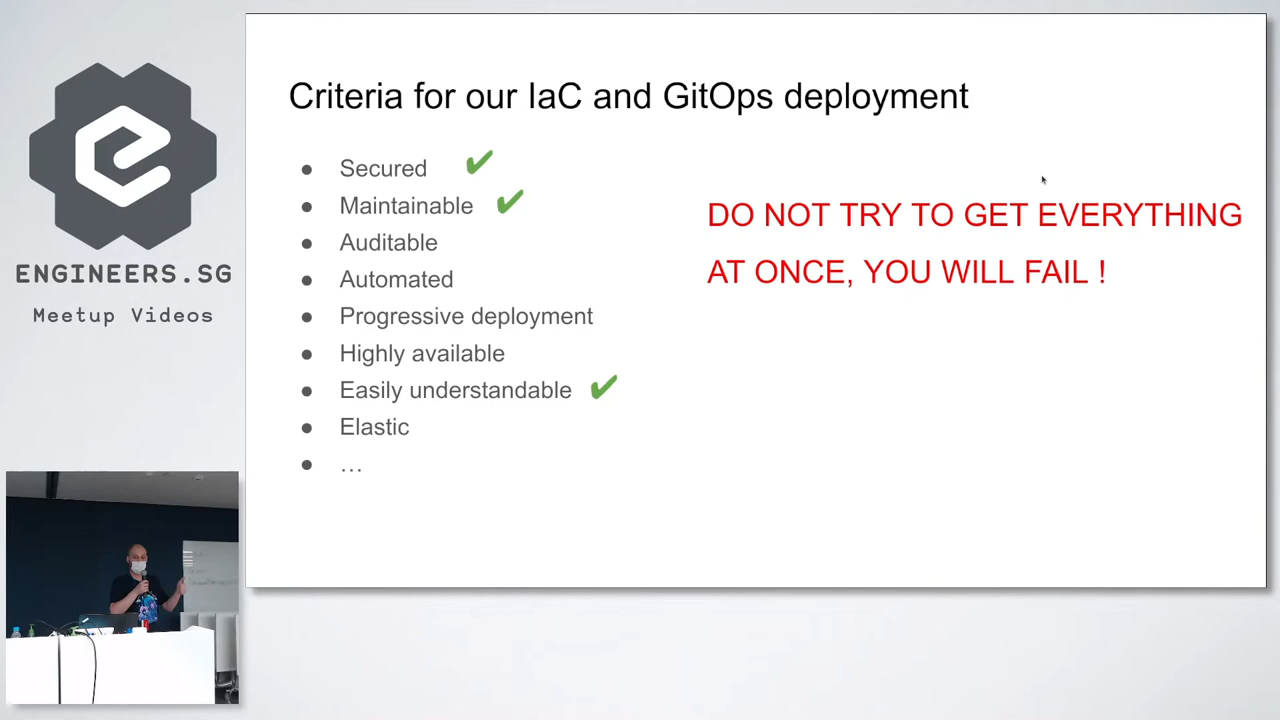 Criteria for our IaC and GitOps deployment
● Secured ✔
● Maintainable ✔
● Auditable
● Automated
● Progressive deployment
● Highly available
● Easily understandable ✔
● Elastic
● …
DO NOT TRY TO GET EVERYTHING
AT ONCE, YOU WILL FAIL !
ENGINEERS.SG
Meetup Videos